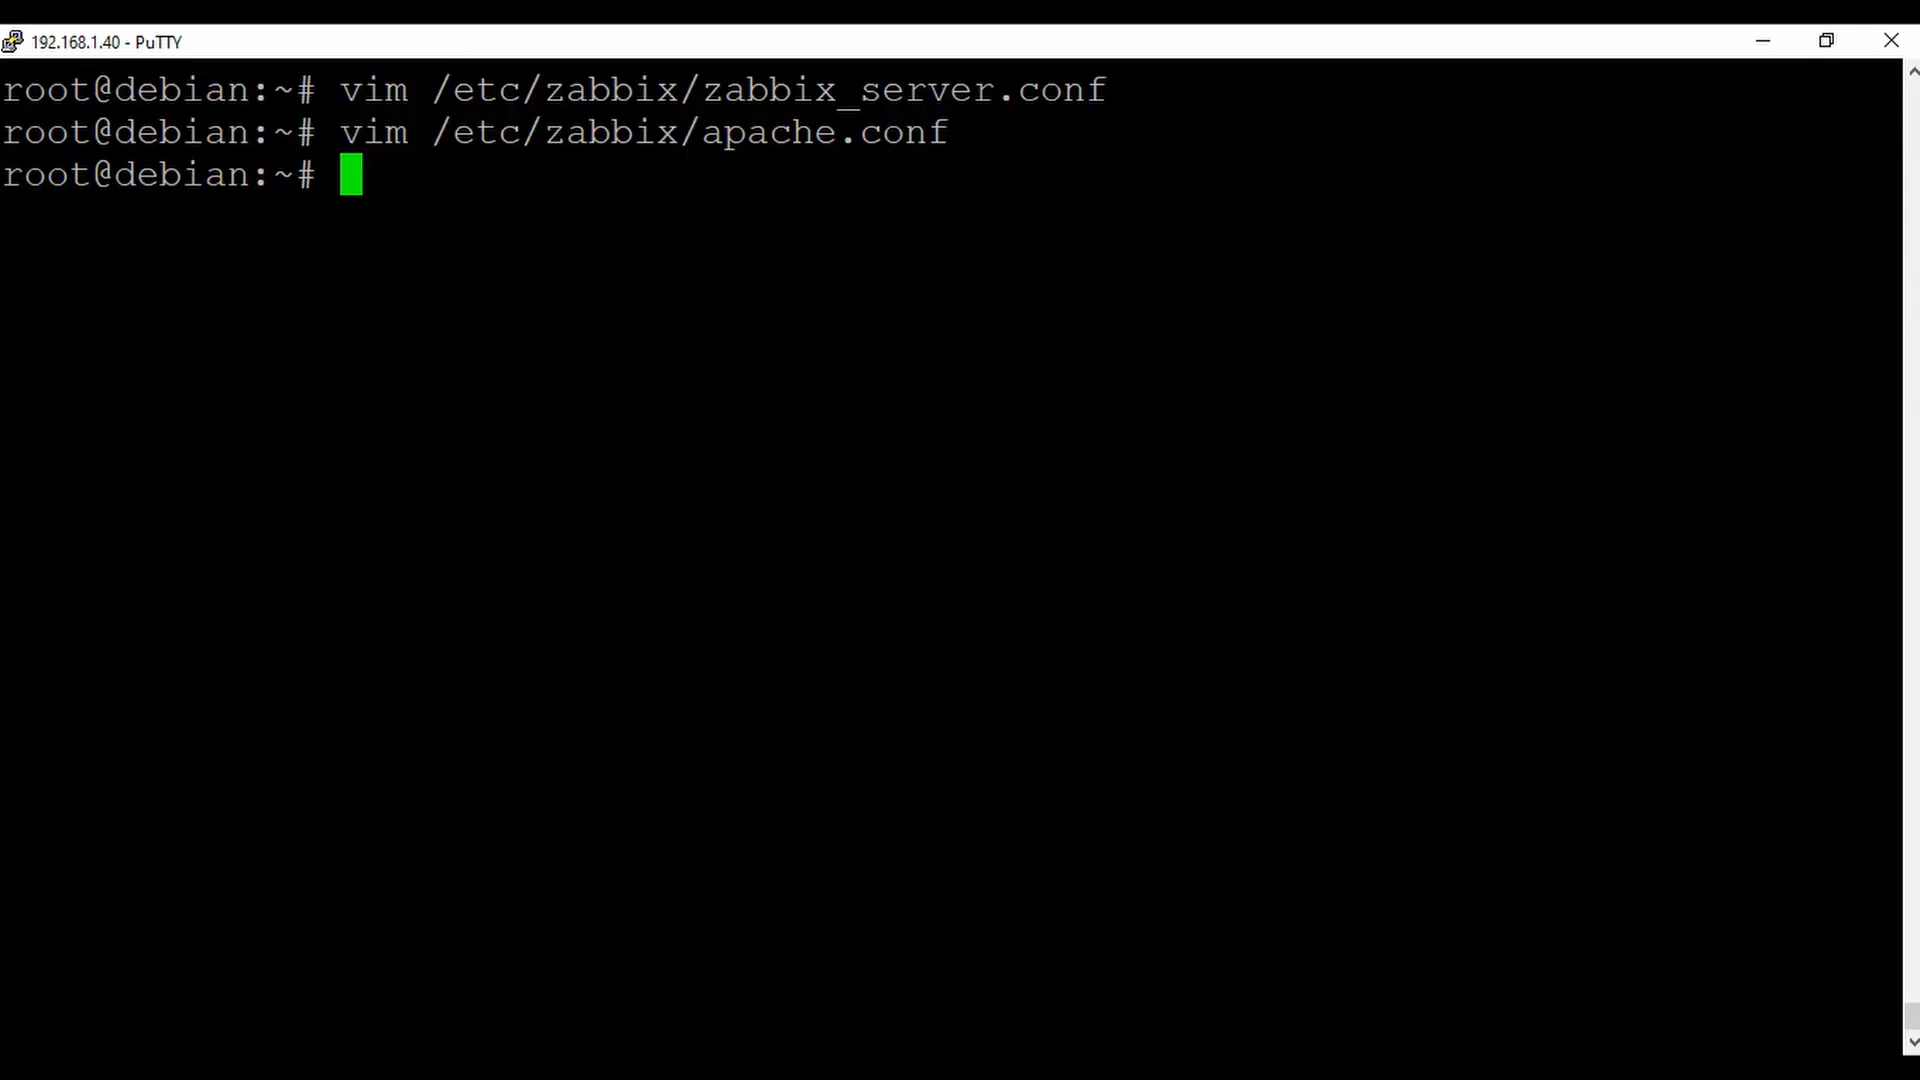 192.168.1.40 - PuTTY
root@debian:~# vim /etc/zabbix/zabbix_server.conf
root@debian:~# vim /etc/zabbix/apache.conf
root@debian:~#